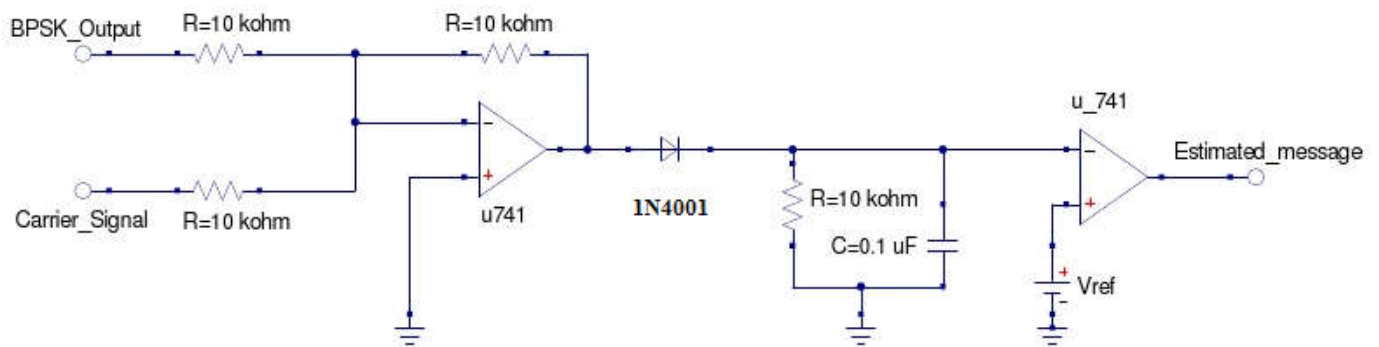 BPSK_Output
R=10 kohm
R=10 kohm
u_741
-
+
u741
1N4001
R=10 kohm
C=0.1 uF
-
+
Estimated_message
+
Vref
-
Carrier_Signal
R=10 kohm